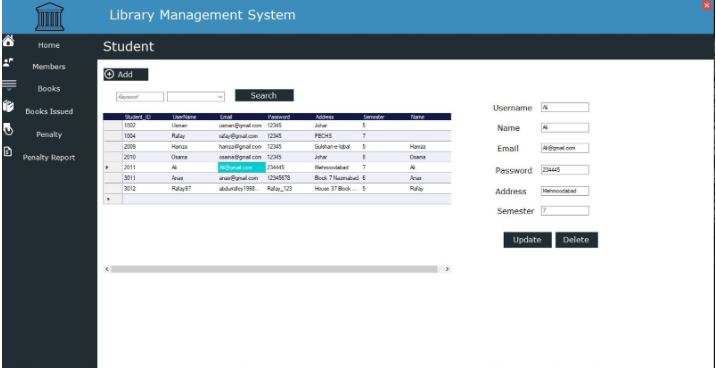 Library Management System
Home
Members
Books
Books Issued
Penalty
Penalty Report
Student
Add
Keyword
Search
Student_ID UserName Email Password Address Semester Name
1002 Usman usman@gmail.com 12345 Johar 5
1004 Rafay rafay@gmail.com 12345 PECHS 7
2009 Hamza hamza@gmail.com 12345 Gulshan-e-Iqbal 5 Hamza
2010 Osama osama@gmail.com 12345 Johar 8 Osama
2011 Ali Ali@gmail.com 234445 Mehmoodabad 7 Ali
3011 Anas anas@gmail.com 12345678 Block 7 Nazimabad 6 Anas
3012 Rafay97 abdurrafey1998... Rafay_123 House 37 Block ... 5 Rafay
Username Ali
Name Ali
Email Ali@gmail.com
Password 234445
Address Mehmoodabad
Semester 7
Update Delete